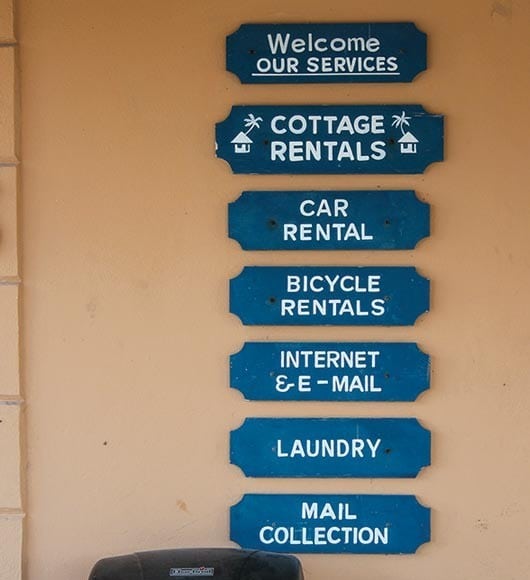 Welcome
OUR SERVICES
COTTAGE
RENTALS
CAR
RENTAL
BICYCLE
RENTALS
INTERNET
& E - MAIL
LAUNDRY
MAIL
COLLECTION